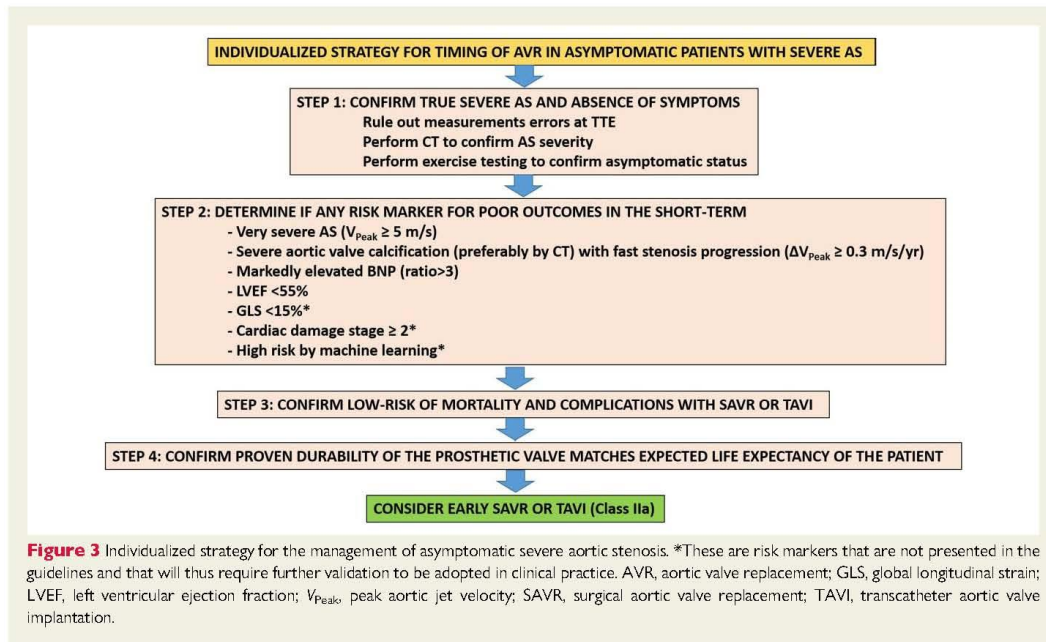 INDIVIDUALIZED STRATEGY FOR TIMING OF AVR IN ASYMPTOMATIC PATIENTS WITH SEVERE AS
STEP 1: CONFIRM TRUE SEVERE AS AND ABSENCE OF SYMPTOMS
Rule out measurements errors at TTE
Perform CT to confirm AS severity
Perform exercise testing to confirm asymptomatic status
STEP 2: DETERMINE IF ANY RISK MARKER FOR POOR OUTCOMES IN THE SHORT-TERM
- Very severe AS (VPeak ≥ 5 m/s)
- Severe aortic valve calcification (preferably by CT) with fast stenosis progression (ΔVPeak ≥ 0.3 m/s/yr)
- Markedly elevated BNP (ratio>3)
- LVEF <55%
- GLS <15%*
- Cardiac damage stage ≥ 2*
- High risk by machine learning*
STEP 3: CONFIRM LOW-RISK OF MORTALITY AND COMPLICATIONS WITH SAVR OR TAVI
STEP 4: CONFIRM PROVEN DURABILITY OF THE PROSTHETIC VALVE MATCHES EXPECTED LIFE EXPECTANCY OF THE PATIENT
CONSIDER EARLY SAVR OR TAVI (Class IIa)
Figure 3 Individualized strategy for the management of asymptomatic severe aortic stenosis. *These are risk markers that are not presented in the
guidelines and that will thus require further validation to be adopted in clinical practice. AVR, aortic valve replacement; GLS, global longitudinal strain;
LVEF, left ventricular ejection fraction; VPeak, peak aortic jet velocity; SAVR, surgical aortic valve replacement; TAVI, transcatheter aortic valve
implantation.